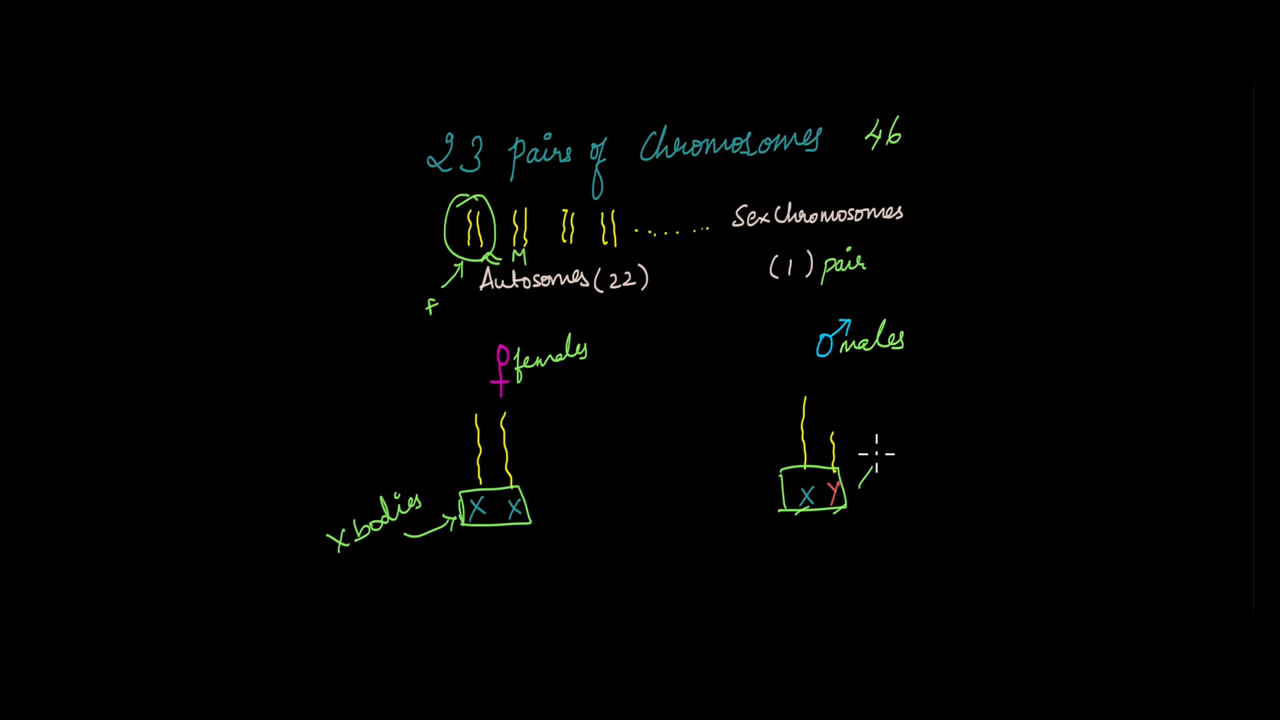 23 pairs of Chromosomes 46
Sex Chromosomes
M
Autosomes (22)
(1) pair
F
females
males
X X
X Y
X bodies